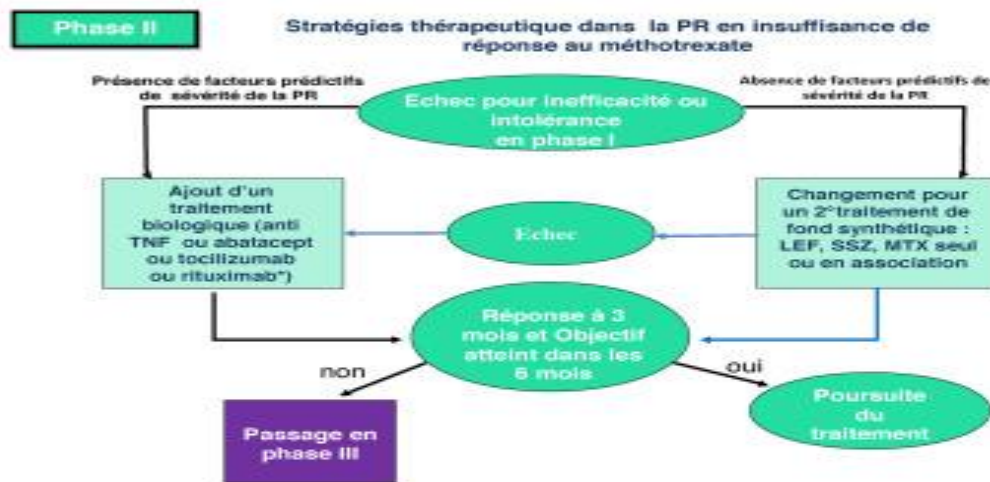 Phase II
Stratégies thérapeutique dans la PR en insuffisance de
réponse au méthotrexate
Présence de facteurs prédictifs
de sévérité de la PR
Absence de facteurs prédictifs de
sévérité de la PR
Echec pour inefficacité ou
intolérance
en phase I
Ajout d'un
traitement
biologique (anti
TNF ou abatacept
ou tocilizumab
ou rituximab*)
Echec
Changement pour
un 2°traitement de
fond synthétique :
LEF, SSZ, MTX seul
ou en association
Réponse à 3
mois et Objectif
atteint dans les
6 mois
non
oui
Passage en
phase III
Poursuite
du
traitement